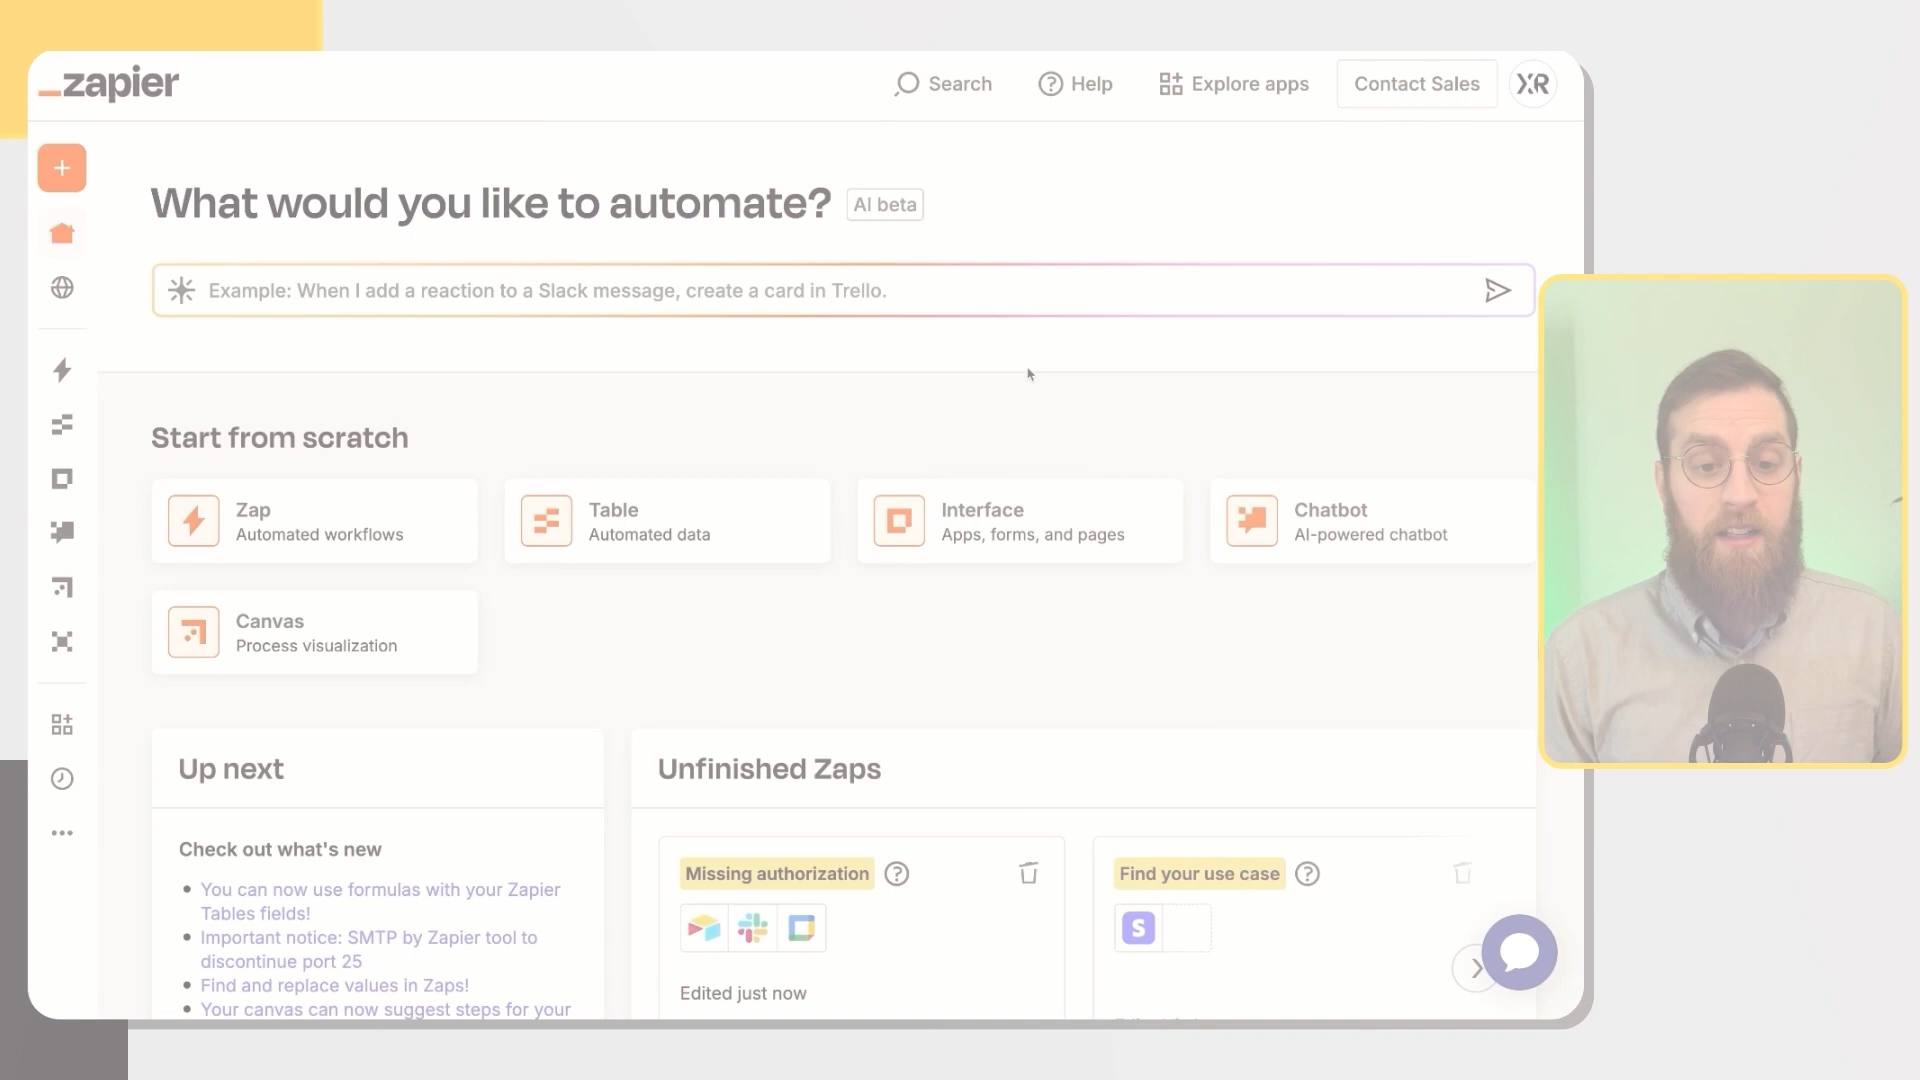 _zapier
Search
Help
Explore apps
Contact Sales
XR
What would you like to automate?
AI beta
Example: When I add a reaction to a Slack message, create a card in Trello.
Start from scratch
Zap
Automated workflows
Table
Automated data
Interface
Apps, forms, and pages
Chatbot
AI-powered chatbot
Canvas
Process visualization
Up next
Check out what's new
You can now use formulas with your Zapier
Tables fields!
Important notice: SMTP by Zapier tool to
discontinue port 25
Find and replace values in Zaps!
Your canvas can now suggest steps for your
Unfinished Zaps
Missing authorization
Edited just now
Find your use case
S